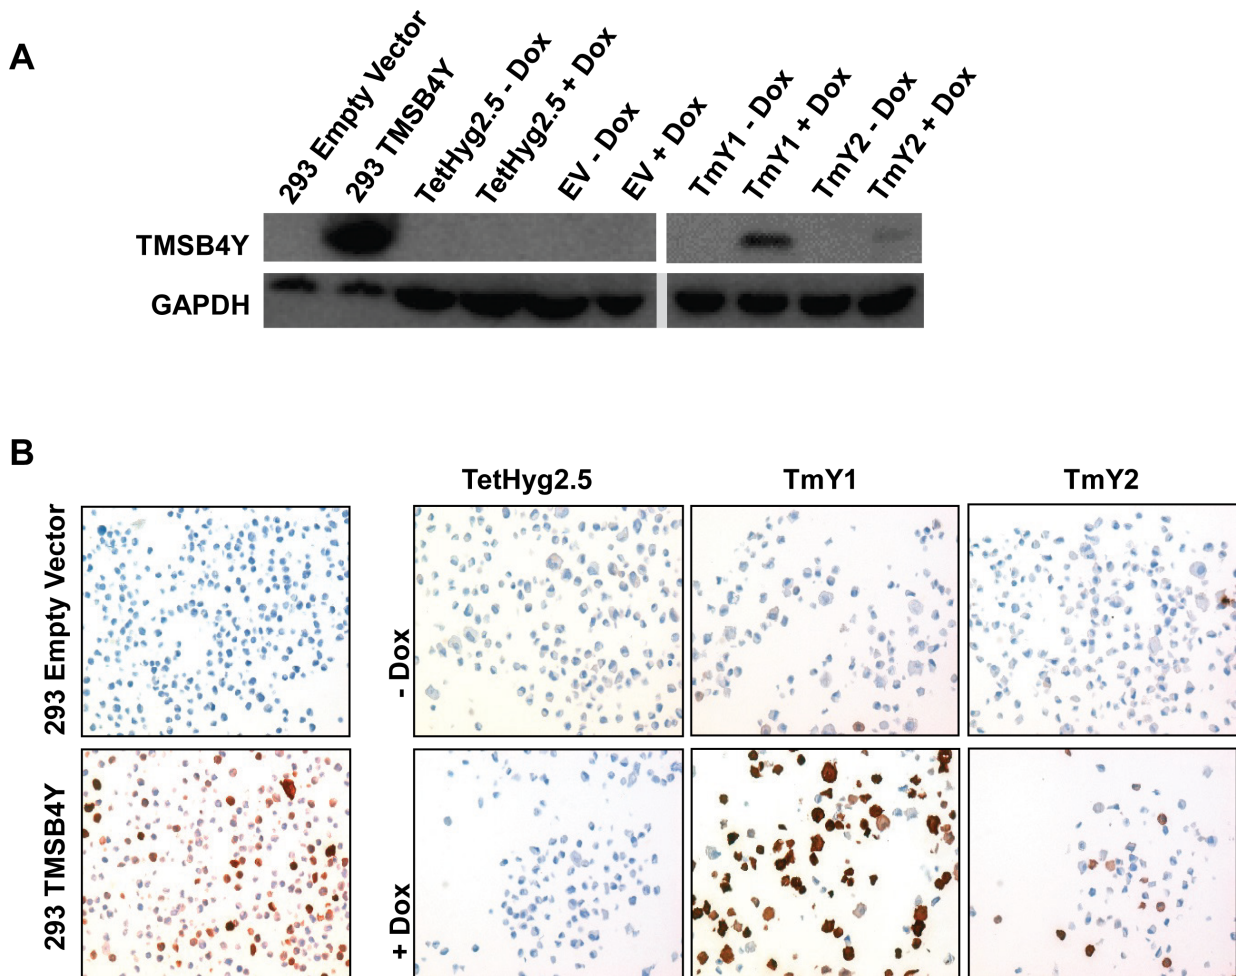 A
293 Empty Vector
293 TMSB4Y
TetHyg2.5 - Dox
TetHyg2.5 + Dox
EV - Dox
EV + Dox
TmY1 - Dox
TmY1 + Dox
TmY2 - Dox
TmY2 + Dox
TMSB4Y
GAPDH
B
TetHyg2.5
TmY1
TmY2
293 Empty Vector
- Dox
293 TMSB4Y
+ Dox